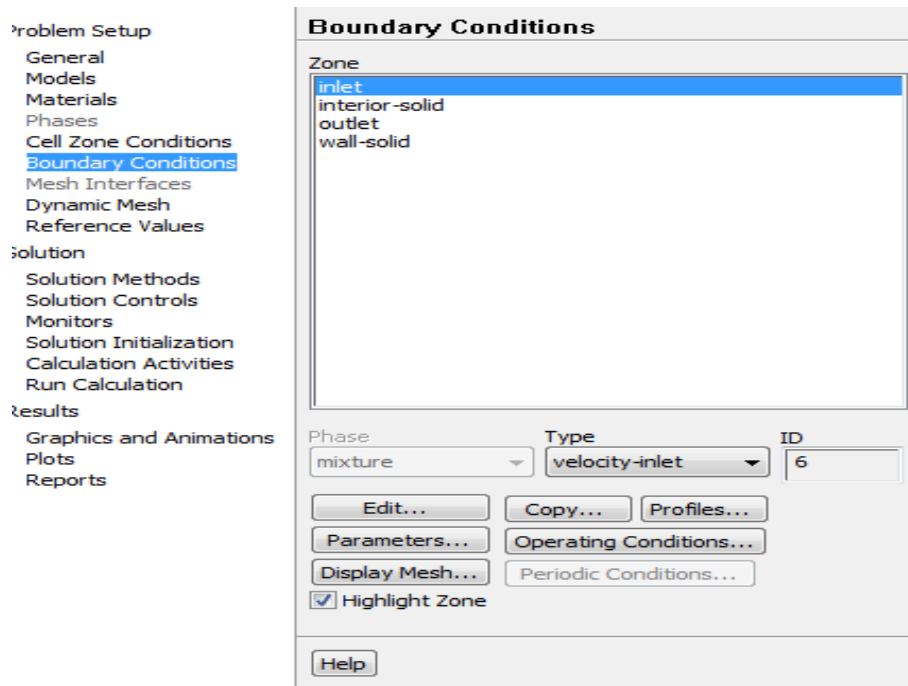 Problem Setup
General
Models
Materials
Phases
Cell Zone Conditions
Boundary Conditions
Mesh Interfaces
Dynamic Mesh
Reference Values
Solution
Solution Methods
Solution Controls
Monitors
Solution Initialization
Calculation Activities
Run Calculation
Results
Graphics and Animations
Plots
Reports
Boundary Conditions
Zone
inlet
interior-solid
outlet
wall-solid
Phase Type ID
mixture velocity-inlet 6
Edit... Copy... Profiles...
Parameters... Operating Conditions...
Display Mesh... Periodic Conditions...
Highlight Zone
Help